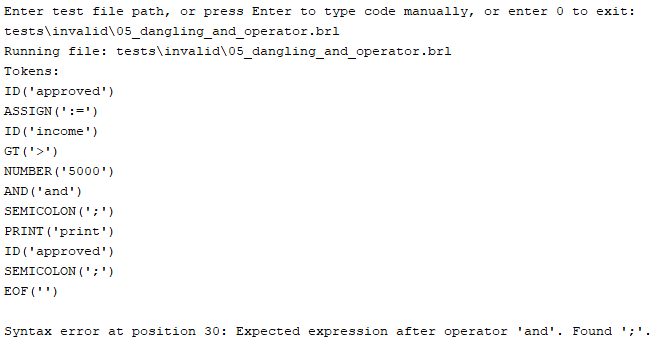 Enter test file path, or press Enter to type code manually, or enter 0 to exit:
tests\invalid\05_dangling_and_operator.brl
Running file: tests\invalid\05_dangling_and_operator.brl
Tokens:
ID('approved')
ASSIGN(':=')
ID('income')
GT('>')
NUMBER('5000')
AND('and')
SEMICOLON(';')
PRINT('print')
ID('approved')
SEMICOLON(';')
EOF('')
Syntax error at position 30: Expected expression after operator 'and'. Found ';'.